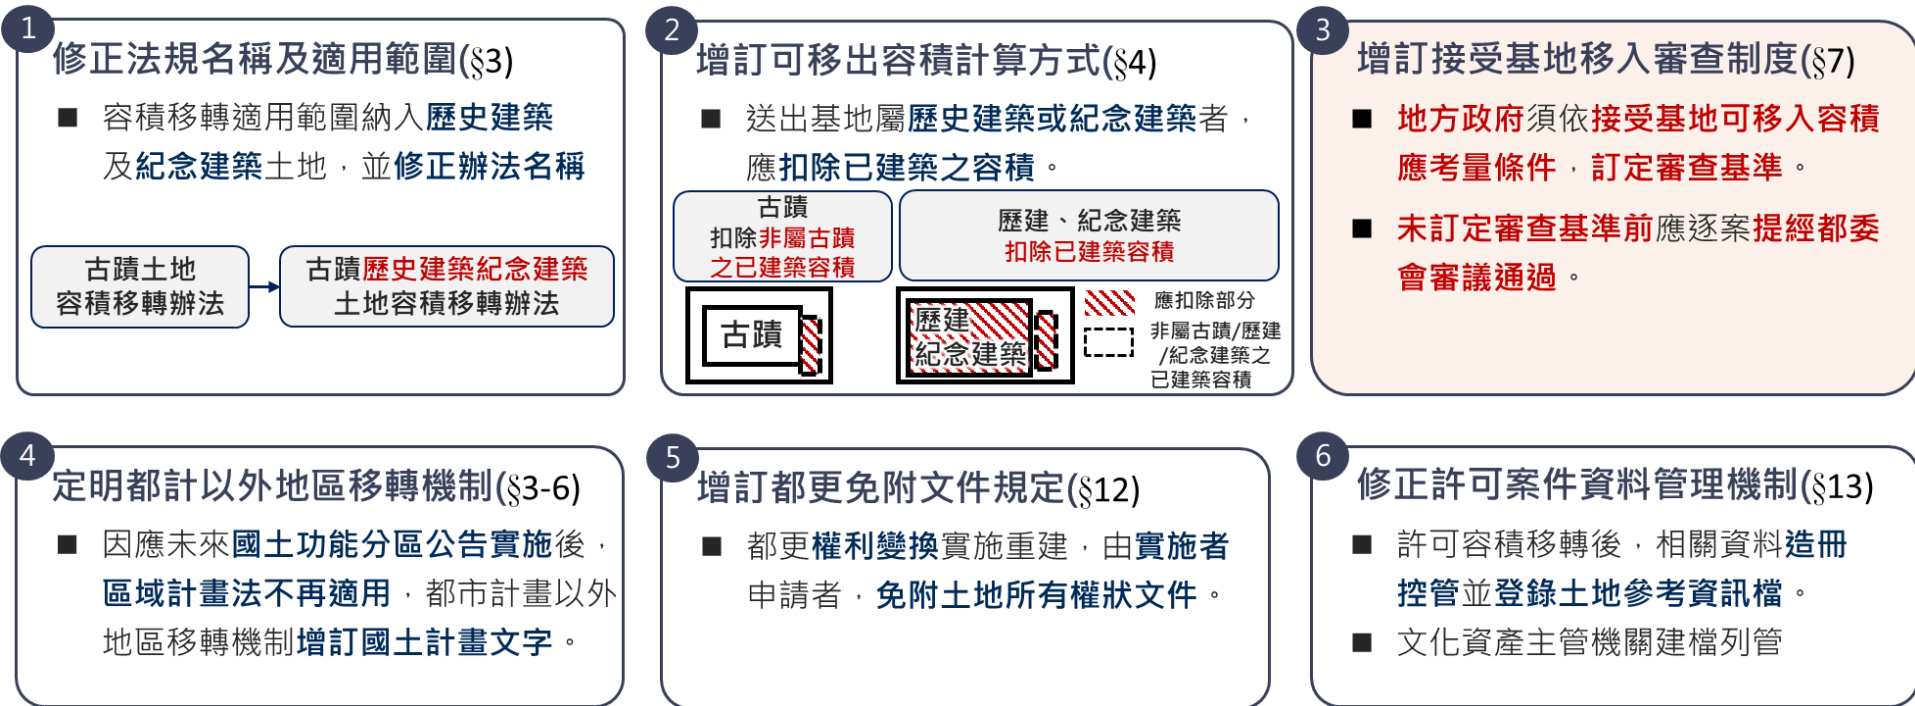 1
修正法規名稱及適用範圍(§3)
■ 容積移轉適用範圍納入歷史建築
及紀念建築土地，並修正辦法名稱
古蹟土地
容積移轉辦法
古蹟歷史建築紀念建築
土地容積移轉辦法
2
增訂可移出容積計算方式(§4)
■ 送出基地屬歷史建築或紀念建築者，
應扣除已建築之容積。
古蹟
扣除非屬古蹟
之已建築容積
歷建、紀念建築
扣除已建築容積
古蹟
歷建
紀念建築
應扣除部分
非屬古蹟/歷建
/紀念建築之
已建築容積
3
增訂接受基地移入審查制度(§7)
■ 地方政府須依接受基地可移入容積
應考量條件，訂定審查基準。
■ 未訂定審查基準前應逐案提經都委
會審議通過。
4
定明都計以外地區移轉機制(§3-6)
■ 因應未來國土功能分區公告實施後，
區域計畫法不再適用，都市計畫以外
地區移轉機制增訂國土計畫文字。
5
增訂都更免附文件規定(§12)
■ 都更權利變換實施重建，由實施者
申請者，免附土地所有權狀文件。
6
修正許可案件資料管理機制(§13)
■ 許可容積移轉後，相關資料造冊
控管並登錄土地參考資訊檔。
■ 文化資產主管機關建檔列管